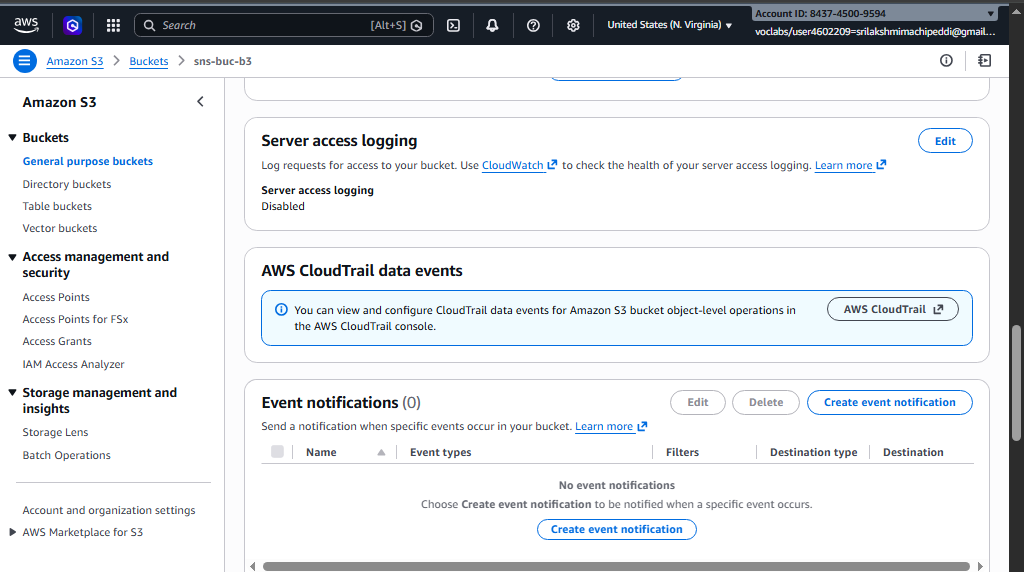 aws
Search
[Alt+S]
United States (N. Virginia)
Account ID: 8437-4500-9594
voclabs/user4602209=srilakshmimachipeddi@gmail...
Amazon S3 > Buckets > sns-buc-b3
Amazon S3
Buckets
General purpose buckets
Directory buckets
Table buckets
Vector buckets
Access management and
security
Access Points
Access Points for FSx
Access Grants
IAM Access Analyzer
Storage management and
insights
Storage Lens
Batch Operations
Account and organization settings
AWS Marketplace for S3
Server access logging
Edit
Log requests for access to your bucket. Use CloudWatch to check the health of your server access logging. Learn more
Server access logging
Disabled
AWS CloudTrail data events
You can view and configure CloudTrail data events for Amazon S3 bucket object-level operations in
the AWS CloudTrail console.
AWS CloudTrail
Event notifications (0)
Edit
Delete
Create event notification
Send a notification when specific events occur in your bucket. Learn more
Name
Event types
Filters
Destination type
Destination
No event notifications
Choose Create event notification to be notified when a specific event occurs.
Create event notification